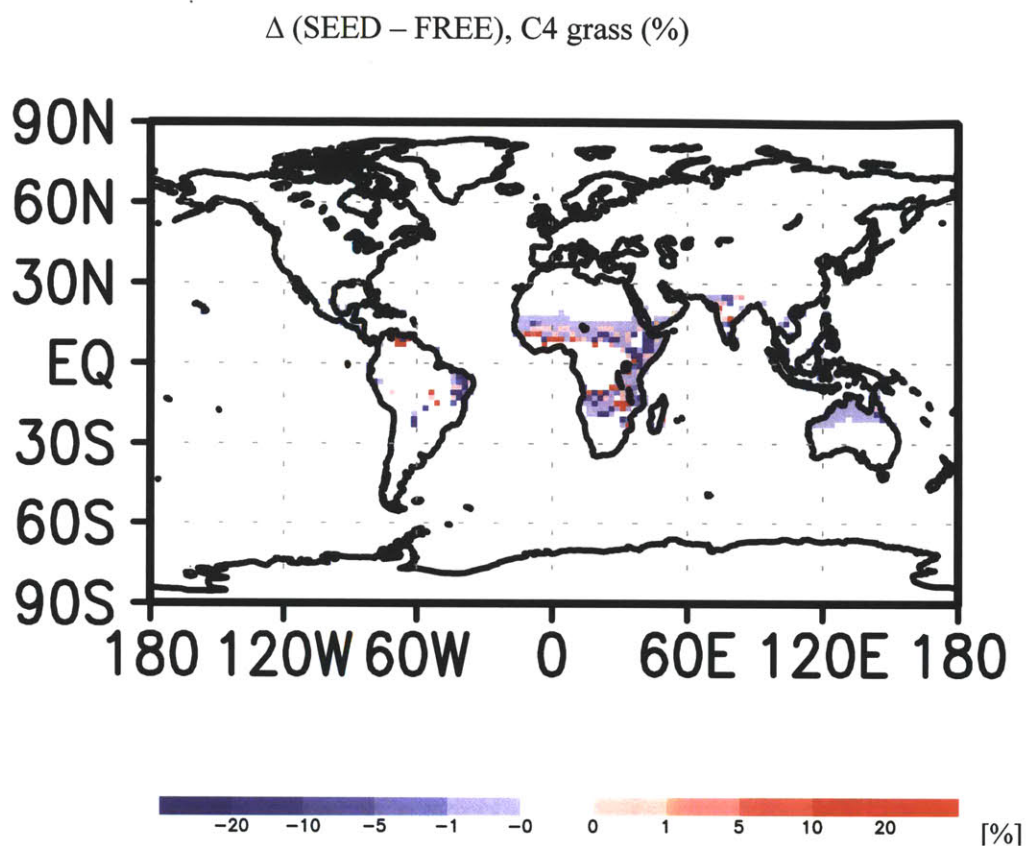 Δ (SEED – FREE), C4 grass (%)
90N
60N
30N
EQ
30S
60S
90S
180 120W 60W 0 60E 120E 180
-20 -10 -5 -1 -0 0 1 5 10 20 [%]